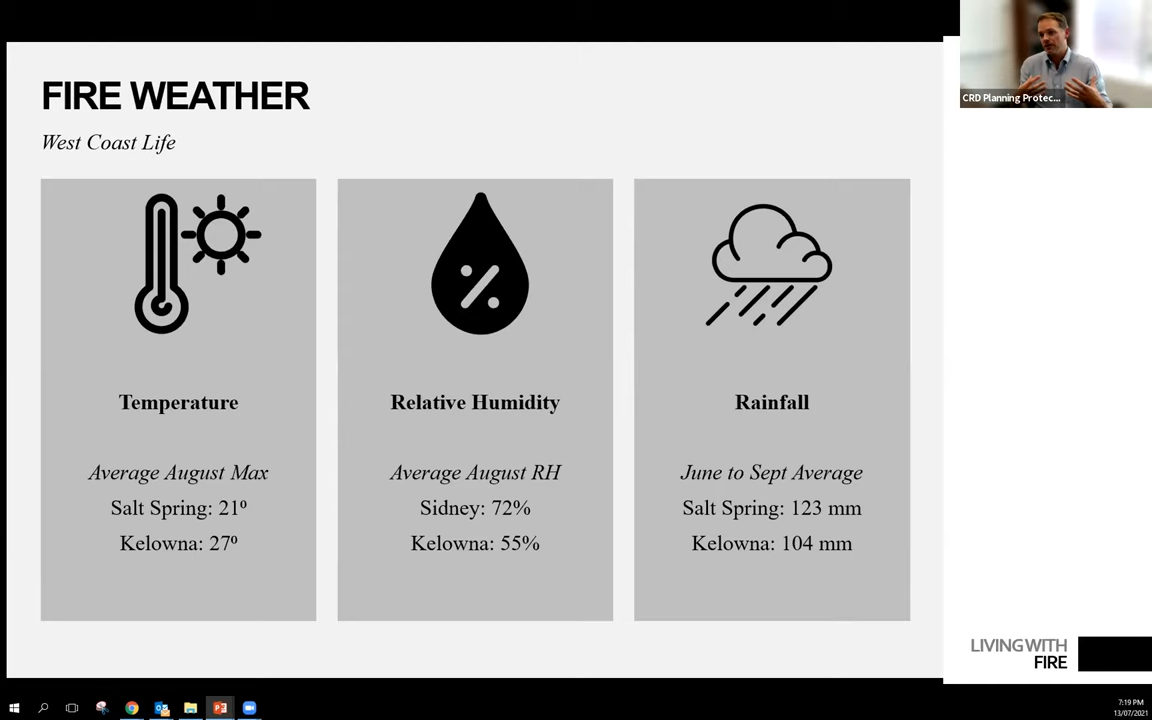 FIRE WEATHER
West Coast Life
%
Temperature
Average August Max
Salt Spring: 21º
Kelowna: 27º
Relative Humidity
Average August RH
Sidney: 72%
Kelowna: 55%
Rainfall
June to Sept Average
Salt Spring: 123 mm
Kelowna: 104 mm
CRD Planning Protec...
LIVING WITH
FIRE
7:19 PM
13/07/2021